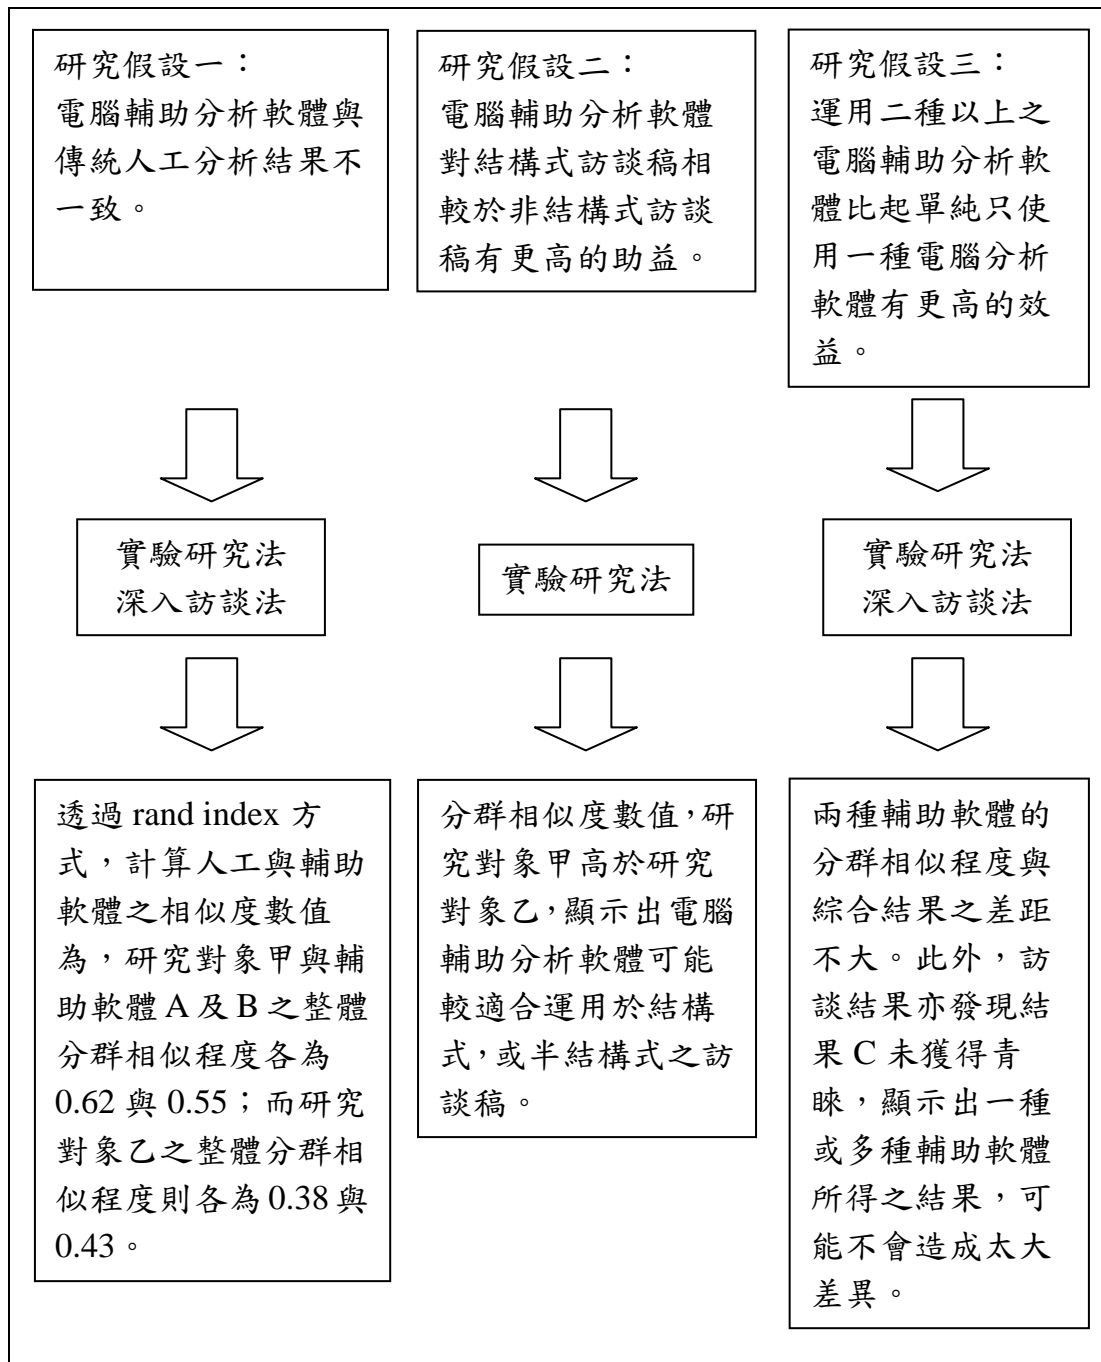 研究假設一：
電腦輔助分析軟體與
傳統人工分析結果不
一致。
研究假設二：
電腦輔助分析軟體
對結構式訪談稿相
較於非結構式訪談
稿有更高的助益。
研究假設三：
運用二種以上之
電腦輔助分析軟
體比起單純只使
用一種電腦分析
軟體有更高的效
益。
實驗研究法
深入訪談法
實驗研究法
實驗研究法
深入訪談法
透過 rand index 方
式，計算人工與輔助
軟體之相似度數值
為，研究對象甲與輔
助軟體 A 及 B 之整體
分群相似程度各為
0.62 與 0.55；而研究
對象乙之整體分群相
似程度則各為 0.38 與
0.43。
分群相似度數值，研
究對象甲高於研究
對象乙，顯示出電腦
輔助分析軟體可能
較適合運用於結構
式，或半結構式之訪
談稿。
兩種輔助軟體的
分群相似程度與
綜合結果之差距
不大。此外，訪
談結果亦發現結
果 C 未獲得青
睞，顯示出一種
或多種輔助軟體
所得之結果，可
能不會造成太大
差異。